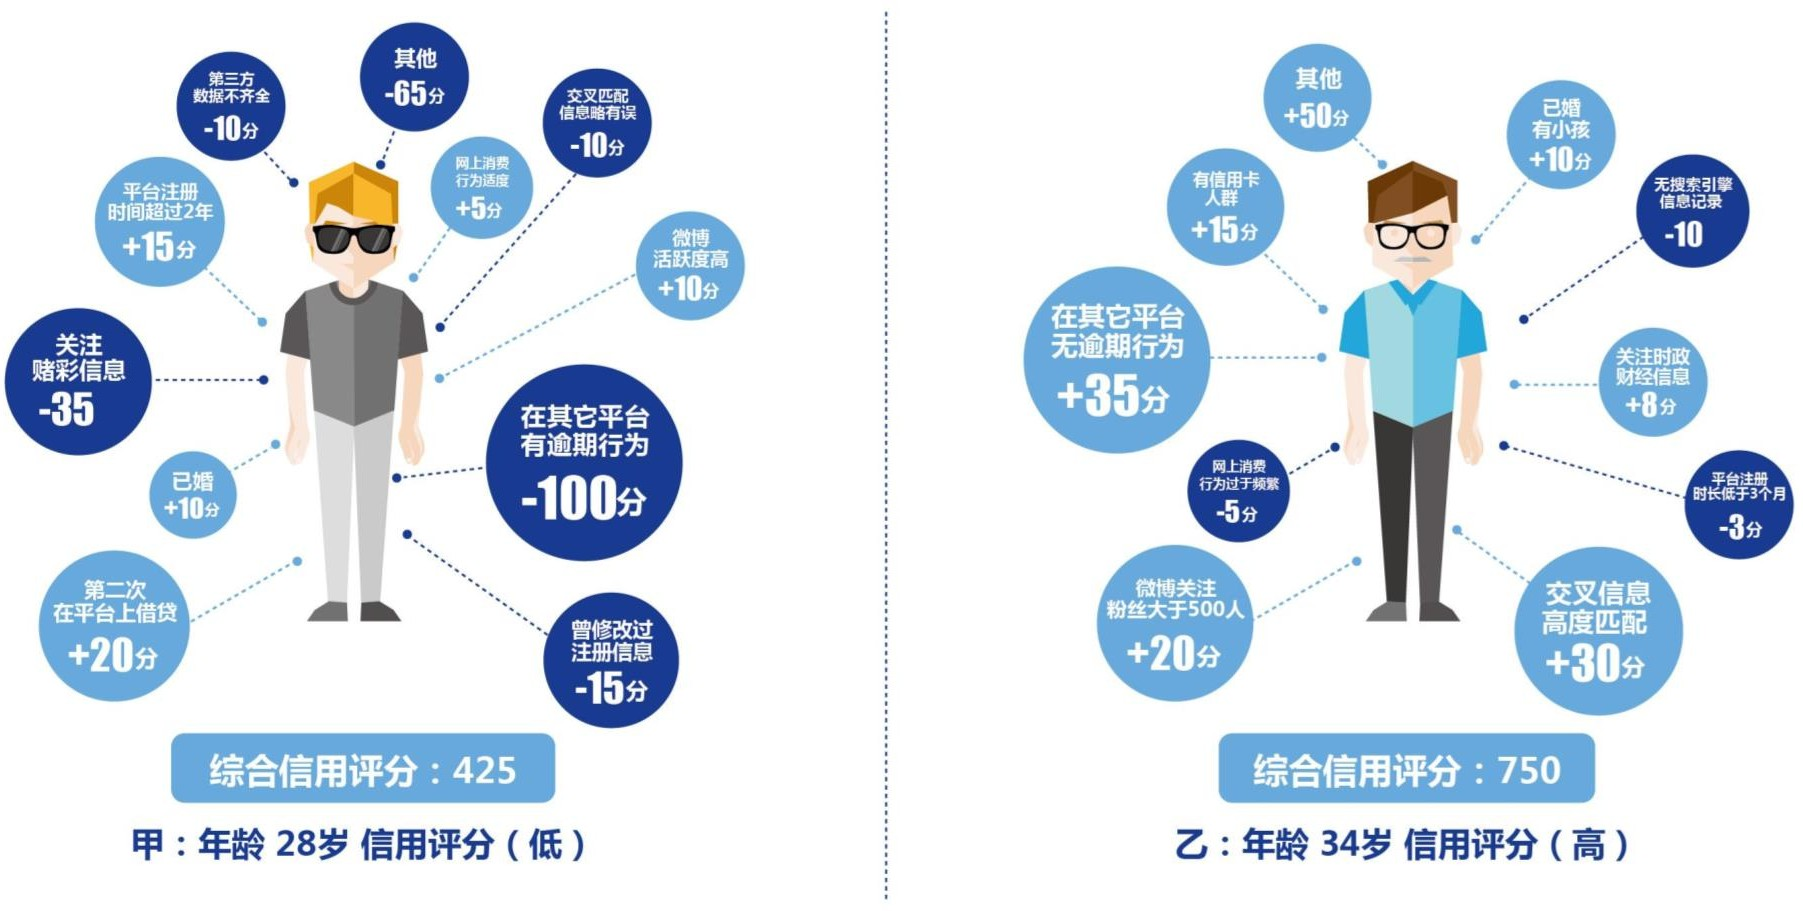 其他
-65分
第三方
数据不齐全
-10分
交叉匹配
信息略有误
-10分
网上消费
行为适度
+5分
平台注册
时间超过2年
+15分
微博
活跃度高
+10分
关注
赌彩信息
-35
在其它平台
有逾期行为
-100分
已婚
+10分
第二次
在平台上借贷
+20分
曾修改过
注册信息
-15分
综合信用评分：425
甲：年龄 28岁 信用评分（低）
其他
+50分
已婚
有小孩
+10分
有信用卡
人群
+15分
无搜索引擎
信息记录
-10
在其它平台
无逾期行为
+35分
关注时政
财经信息
+8分
网上消费
行为过于频繁
-5分
平台注册
时长低于3个月
-3分
微博关注
粉丝大于500人
+20分
交叉信息
高度匹配
+30分
综合信用评分：750
乙：年龄 34岁 信用评分（高）